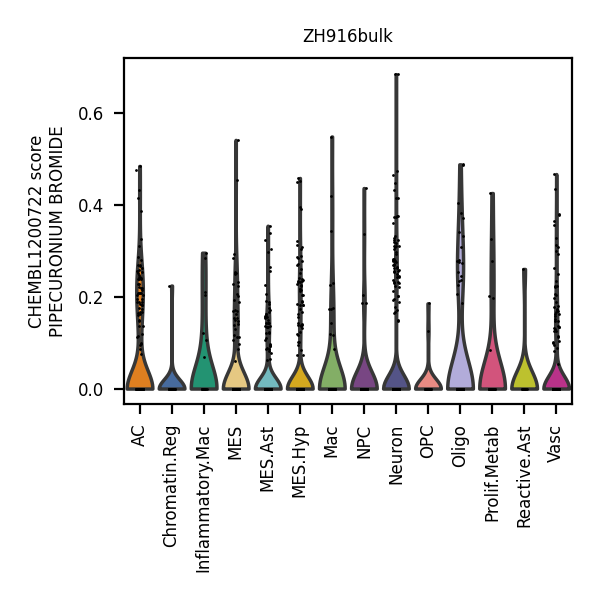 ZH916bulk
CHEMBL1200722 score
PIPECURONIUM BROMIDE
0.6
0.4
0.2
0.0
AC
Chromatin.Reg
Inflammatory.Mac
MES
MES.Ast
MES.Hyp
Mac
NPC
Neuron
OPC
Oligo
Prolif.Metab
Reactive.Ast
Vasc